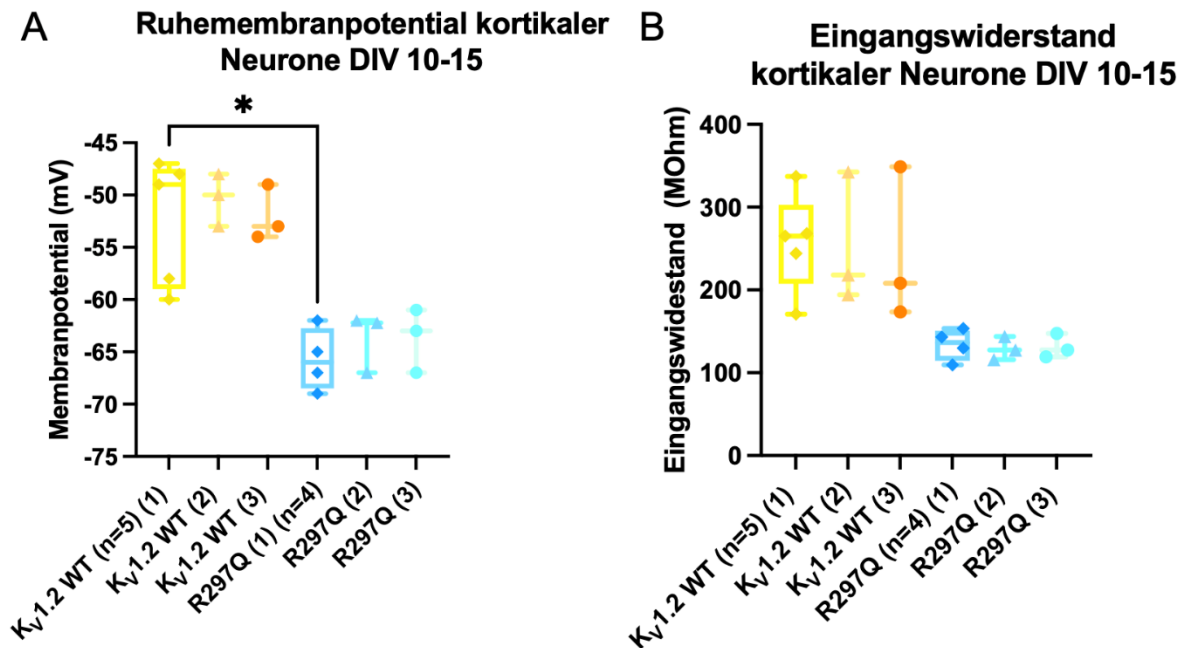 A
Ruhemembranpotential kortikaler
Neurone DIV 10-15
*
Membranpotential (mV)
-45
-50
-55
-60
-65
-70
-75
KV1.2 WT (n=5) (1)
KV1.2 WT (2)
KV1.2 WT (3)
R297Q (1) (n=4)
R297Q (2)
R297Q (3)
B
Eingangswiderstand
kortikaler Neurone DIV 10-15
Eingangswidestand (MOhm)
400
300
200
100
0
KV1.2 WT (n=5) (1)
KV1.2 WT (2)
KV1.2 WT (3)
R297Q (n=4) (1)
R297Q (2)
R297Q (3)